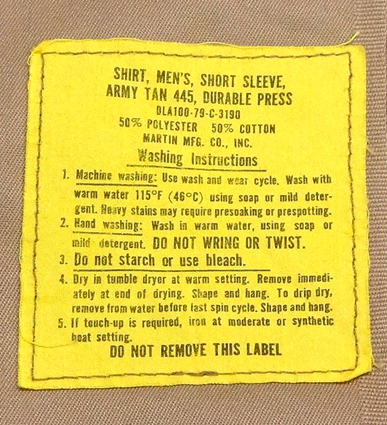 SHIRT, MEN'S, SHORT SLEEVE,
ARMY TAN 445, DURABLE PRESS
DLA100-79-C-3190
50% POLYESTER 50% COTTON
MARTIN MFG. CO., INC.
Washing Instructions
1. Machine washing: Use wash and wear cycle. Wash with
warm water 115°F (46°C) using soap or mild deter-
gent. Heavy stains may require presoaking or prespotting.
2. Hand washing: Wash in warm water, using soap or
mild detergent. DO NOT WRING OR TWIST.
3. Do not starch or use bleach.
4. Dry in tumble dryer at warm setting. Remove immedi-
ately at end of drying. Shape and hang. To drip dry,
remove from water before last spin cycle. Shape and hang.
5. If touch-up is required, iron at moderate or synthetic
heat setting.
DO NOT REMOVE THIS LABEL